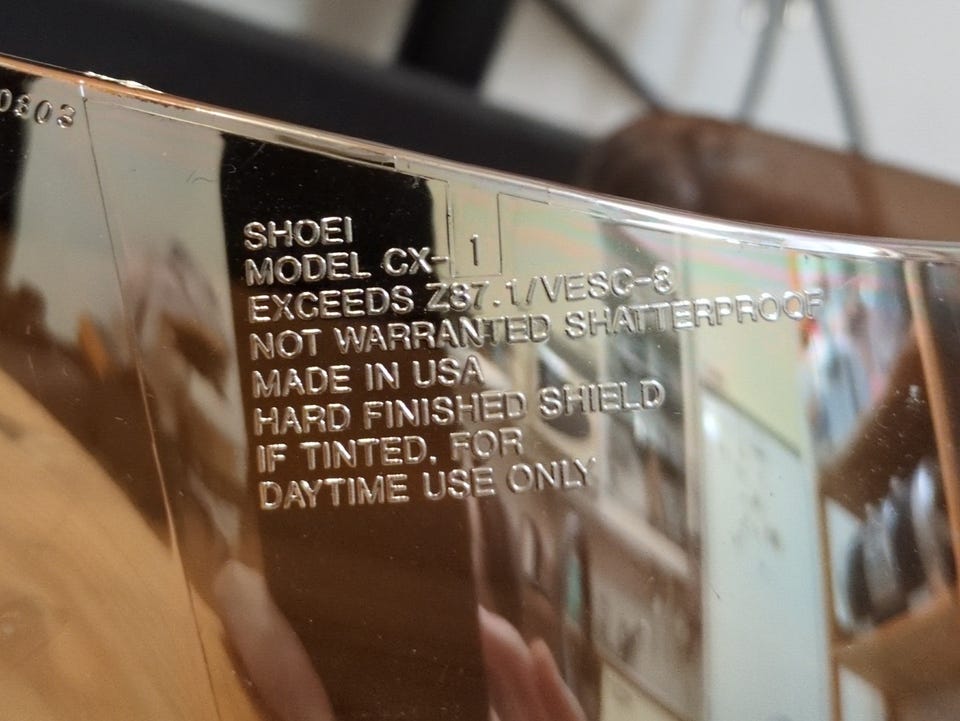 0803
SHOEI
MODEL CX-1
EXCEEDS Z87.1/VESC-8
NOT WARRANTED SHATTERPROOF
MADE IN USA
HARD FINISHED SHIELD
IF TINTED, FOR
DAYTIME USE ONLY